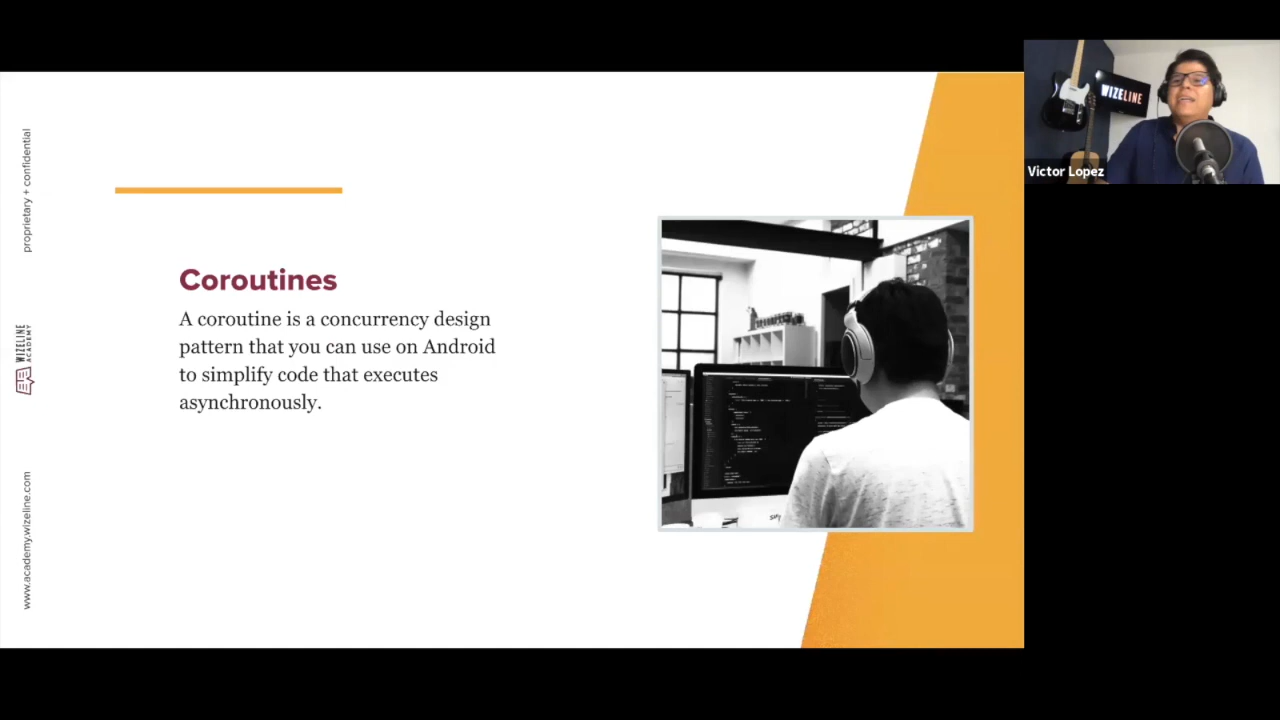 proprietary + confidential
WIZELINE
ACADEMY
www.academy.wizeline.com
Coroutines
A coroutine is a concurrency design
pattern that you can use on Android
to simplify code that executes
asynchronously.
WIZELINE
Victor Lopez